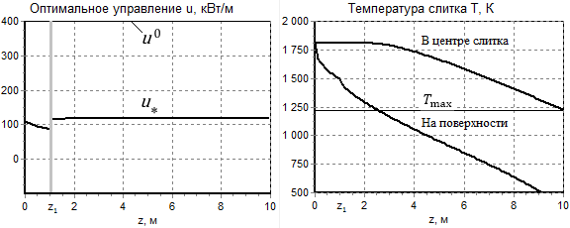 Оптимальное управление u, кВт/м
400
300
200
100
0
u⁰
u*
0
z₁
2
4
6
8
10
z, м
Температура слитка T, К
2 000
1 750
1 500
1 250
1 000
750
500
В центре слитка
Tmax
На поверхности
0
z₁
2
4
6
8
10
z, м